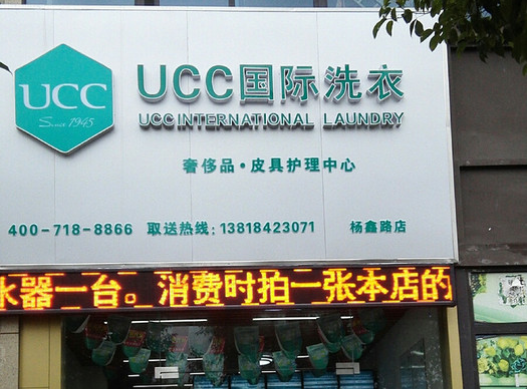 UCC
Since 1945
UCC国际洗衣
UCC INTERNATIONAL LAUNDRY
奢侈品·皮具护理中心
400-718-8866 取送热线:13818423071 杨鑫路店
水器一台。消费时拍一张本店的